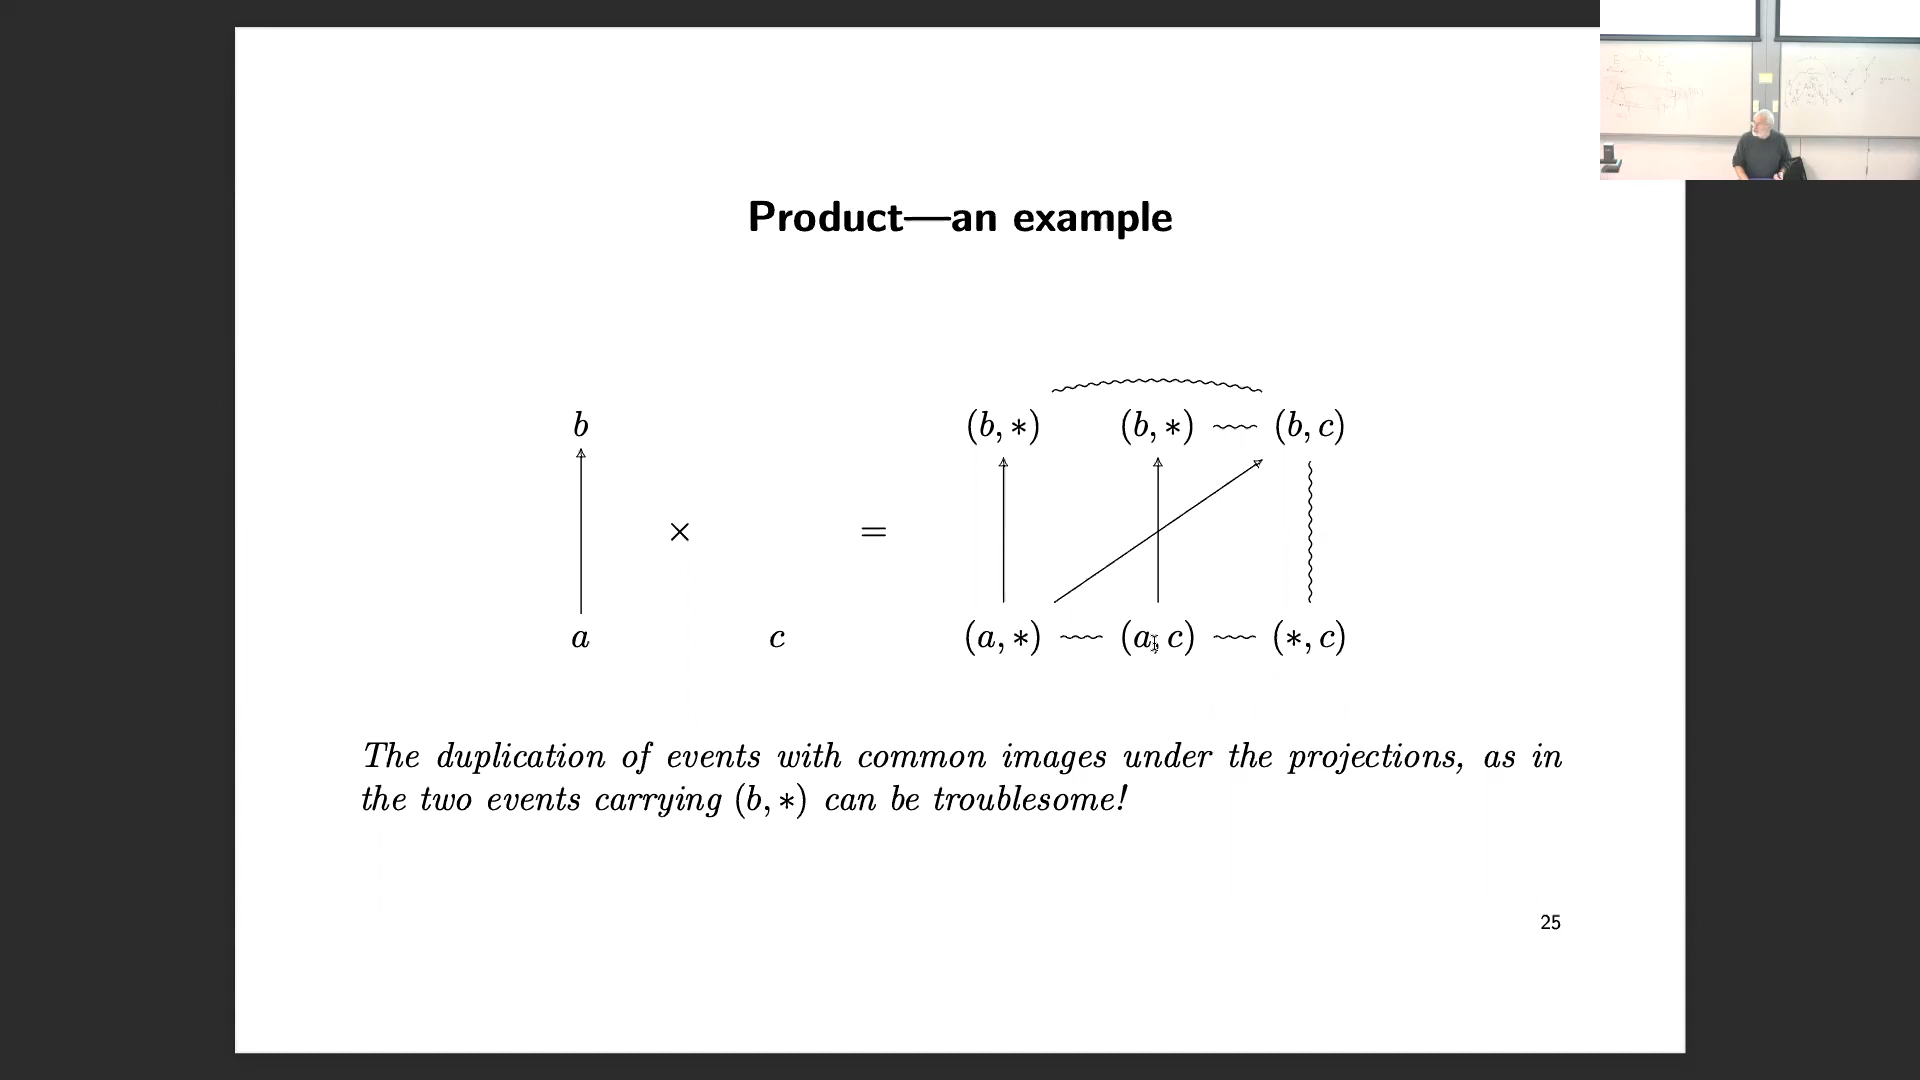 Product—an example
b (b, ∗) (b, ∗) (b, c)
× =
a c (a, ∗) (a, c) (∗, c)
The duplication of events with common images under the projections, as in
the two events carrying (b, ∗) can be troublesome!
25